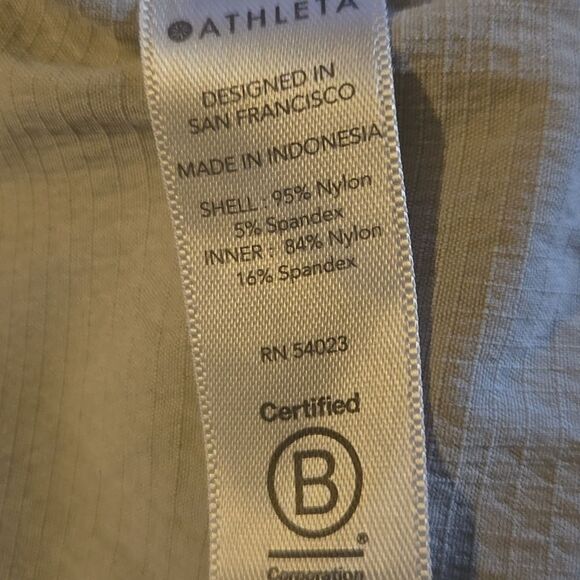 ATHLETA
DESIGNED IN
SAN FRANCISCO
MADE IN INDONESIA
SHELL : 95% Nylon
5% Spandex
INNER : 84% Nylon
16% Spandex
RN 54023
Certified
B
®
Corporation